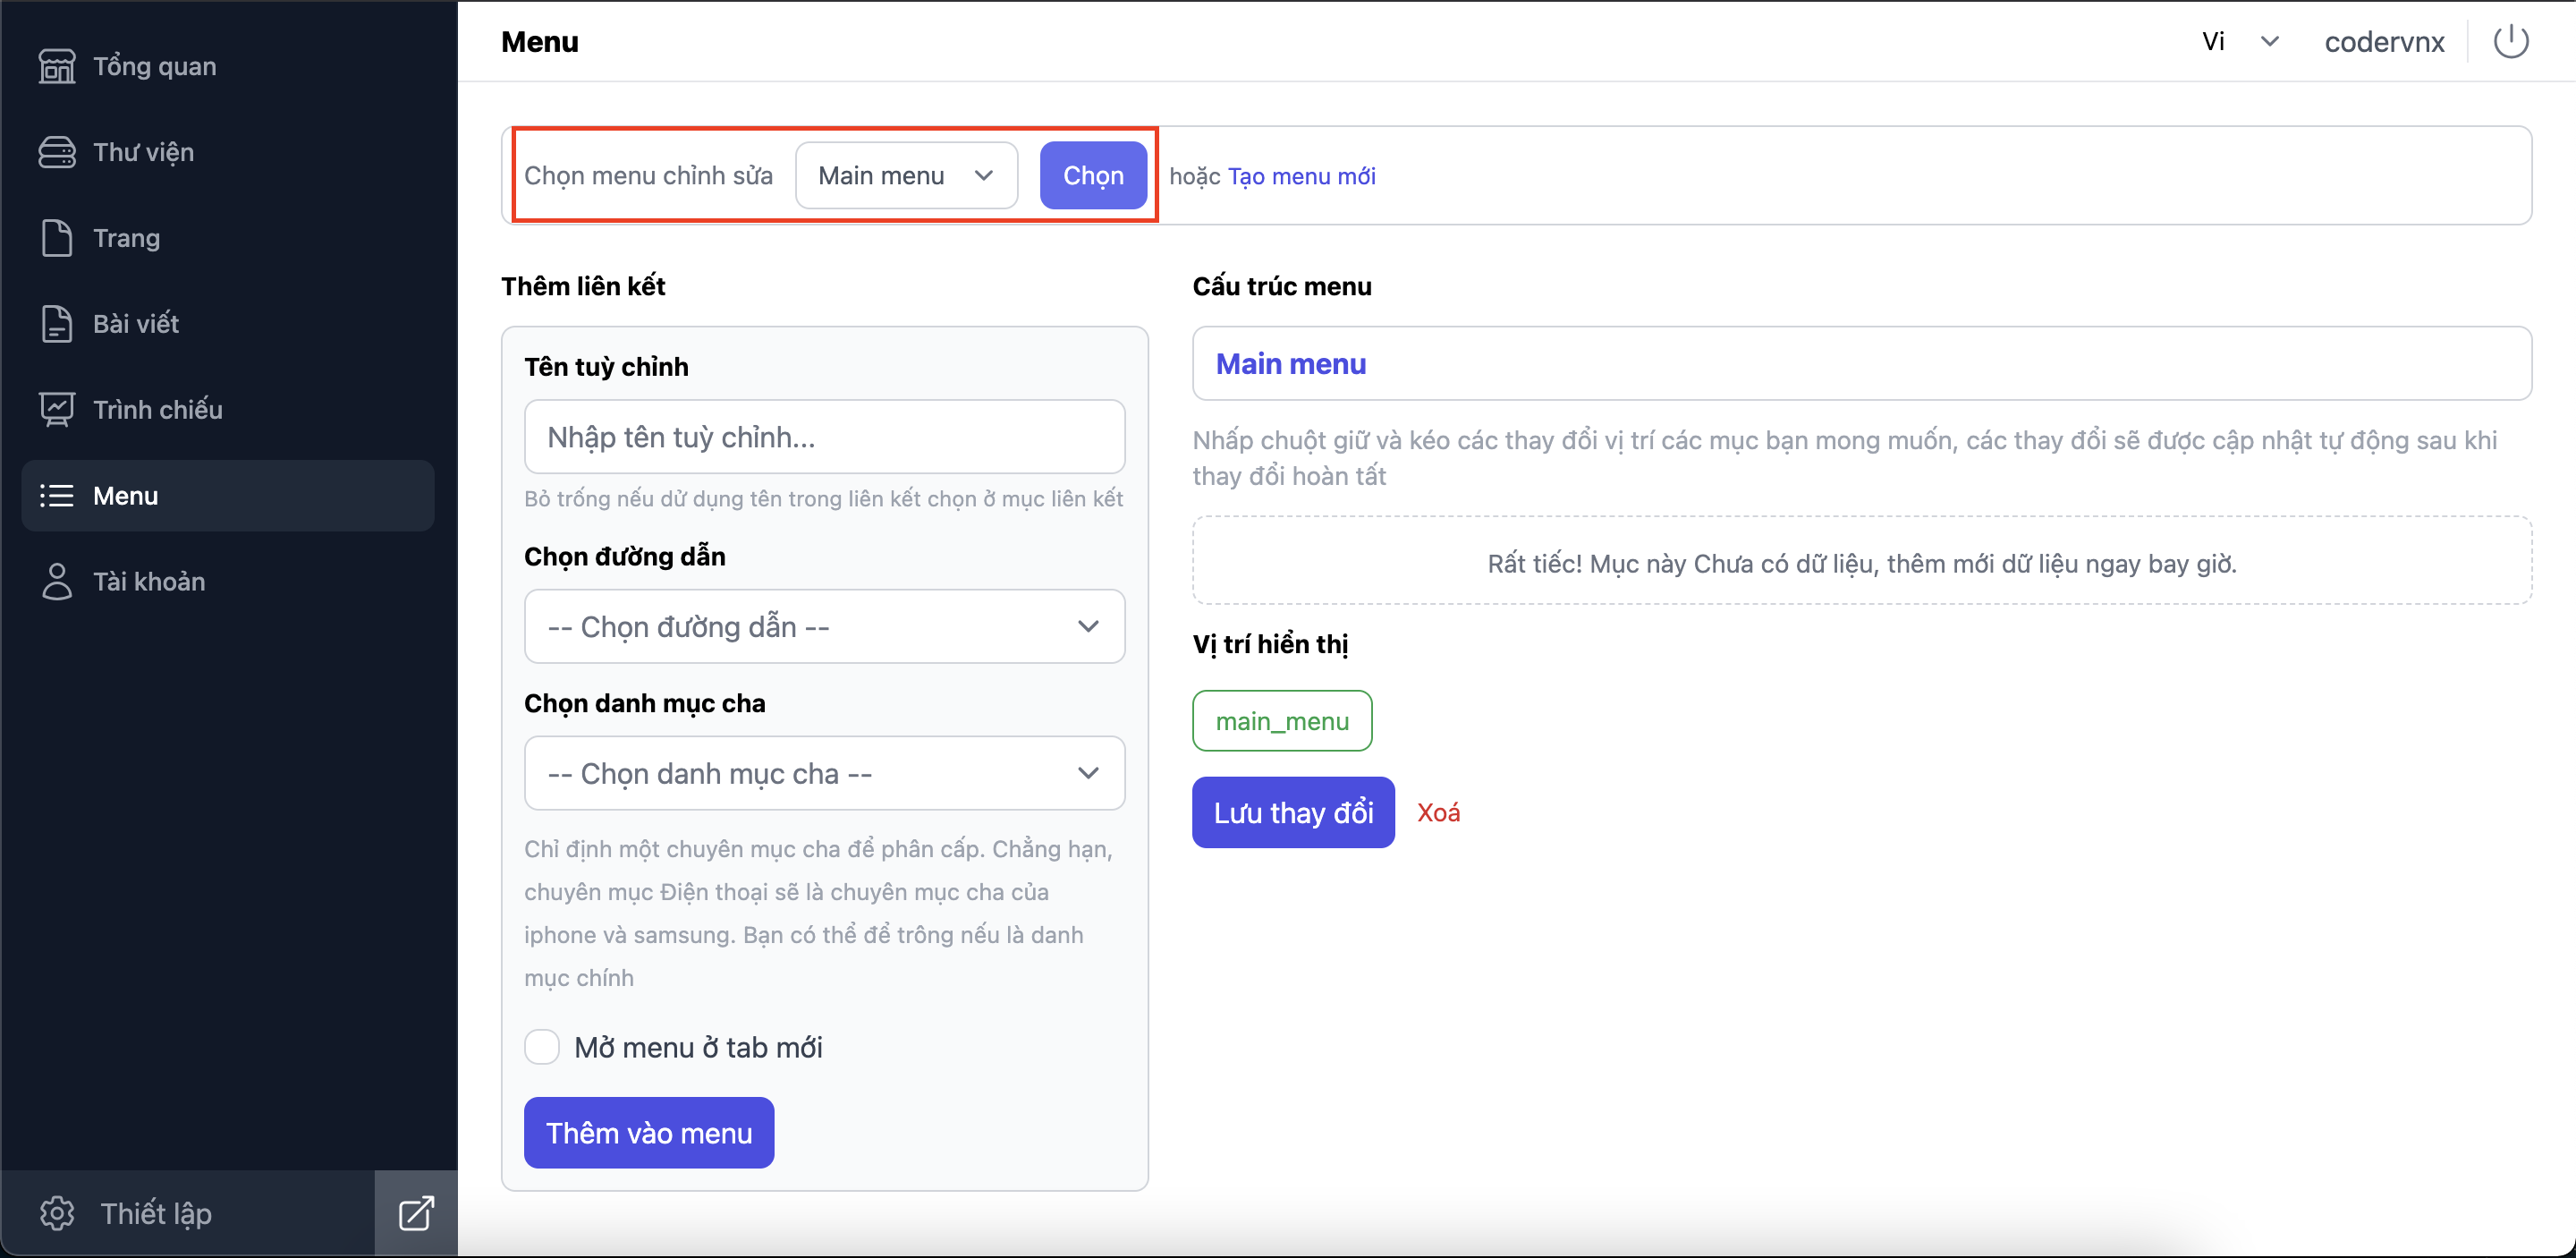 Tổng quan
Thư viện
Trang
Bài viết
Trình chiếu
Menu
Tài khoản
Thiết lập
Menu
Vi
codervnx
Chọn menu chỉnh sửa
Main menu
Chọn
hoặc Tạo menu mới
Thêm liên kết
Tên tuỳ chỉnh
Nhập tên tuỳ chỉnh...
Bỏ trống nếu dử dụng tên trong liên kết chọn ở mục liên kết
Chọn đường dẫn
-- Chọn đường dẫn --
Chọn danh mục cha
-- Chọn danh mục cha --
Chỉ định một chuyên mục cha để phân cấp. Chẳng hạn,
chuyên mục Điện thoại sẽ là chuyên mục cha của
iphone và samsung. Bạn có thể để trông nếu là danh
mục chính
Mở menu ở tab mới
Thêm vào menu
Cấu trúc menu
Main menu
Nhấp chuột giữ và kéo các thay đổi vị trí các mục bạn mong muốn, các thay đổi sẽ được cập nhật tự động sau khi
thay đổi hoàn tất
Rất tiếc! Mục này Chưa có dữ liệu, thêm mới dữ liệu ngay bay giờ.
Vị trí hiển thị
main_menu
Lưu thay đổi
Xoá